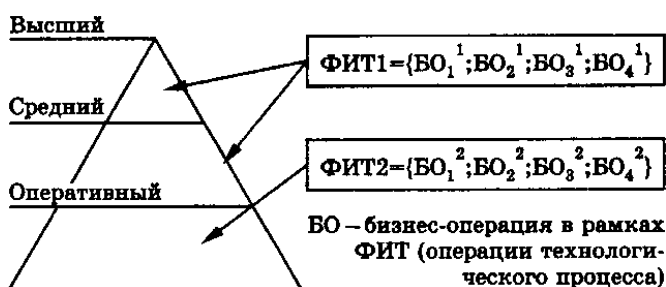 Высший
ФИТ1={БО₁¹;БО₂¹;БО₃¹;БО₄¹}
Средний
ФИТ2={БО₁²;БО₂²;БО₃²;БО₄²}
Оперативный
БО – бизнес-операция в рамках
ФИТ (операции технологи-
ческого процесса)